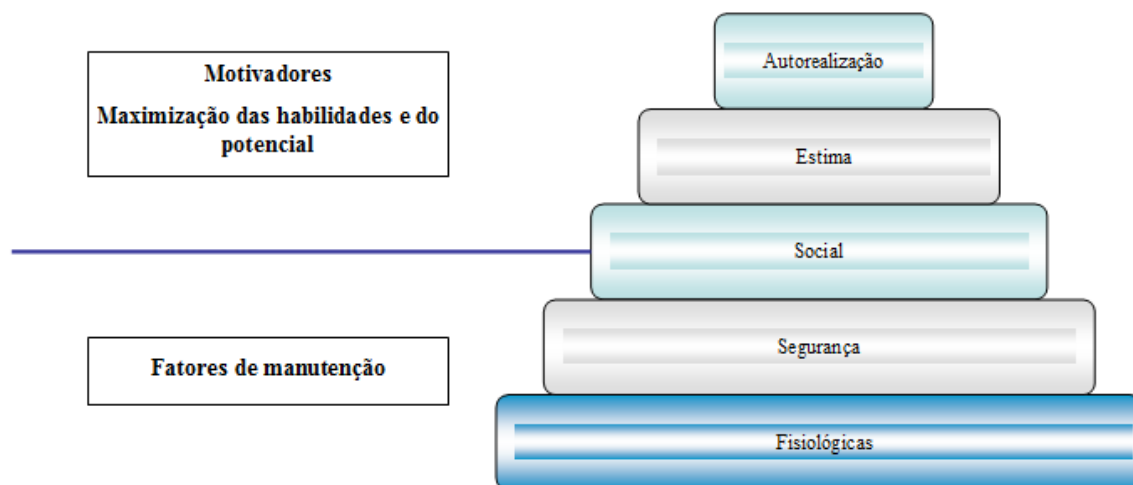 Motivadores
Maximização das habilidades e do
potencial
Fatores de manutenção
Autorealização
Estima
Social
Segurança
Fisiológicas